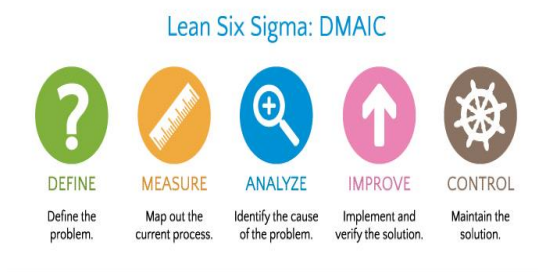 Lean Six Sigma: DMAIC
DEFINE
Define the
problem.
MEASURE
Map out the
current process.
ANALYZE
Identify the cause
of the problem.
IMPROVE
Implement and
verify the solution.
CONTROL
Maintain the
solution.